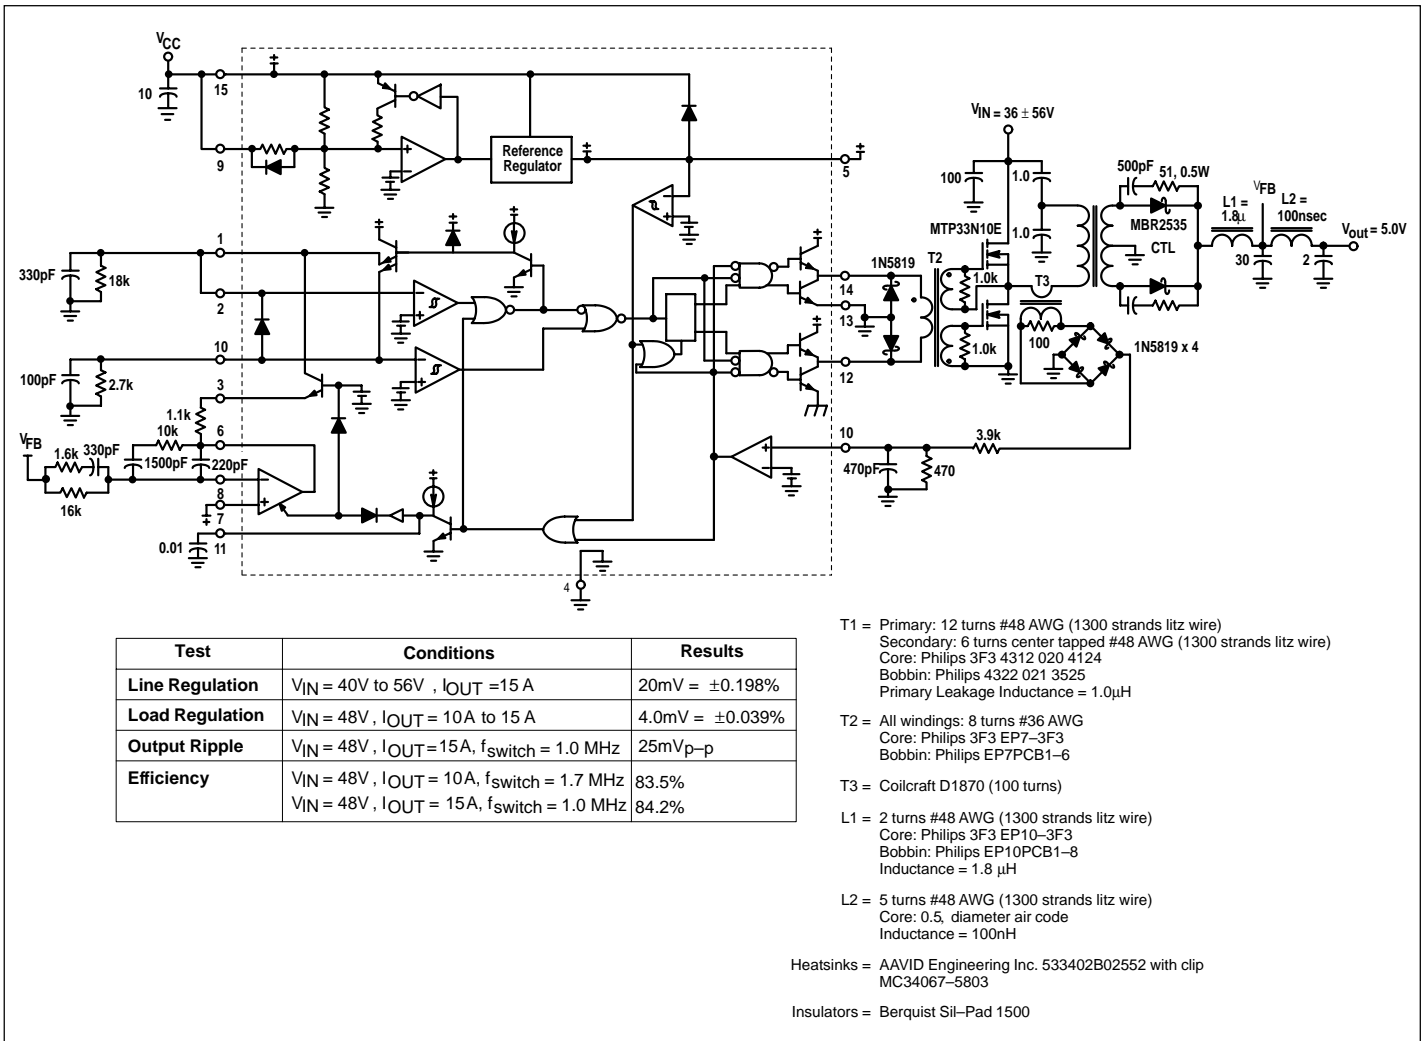 VCC
10
15
9
Reference
Regulator
5
VIN = 36 ± 56V
100
1.0
1.0
500pF
51, 0.5W
MBR2535
CTL
L1 =
1.8μ
VFB
L2 =
100nsec
Vout = 5.0V
30
2
MTP33N10E
1
330pF
18k
2
1N5819
T2
14
13
12
1.0k
1.0k
T3
100
1N5819 x 4
10
100pF
2.7k
3
1.1k
10k
6
VFB
1.6k
330pF
1500pF
220pF
16k
8
7
0.01
11
4
10
470pF
470
3.9k
Test Conditions Results
Line Regulation VIN = 40V to 56V , IOUT =15 A 20mV = ±0.198%
Load Regulation VIN = 48V , IOUT = 10A to 15 A 4.0mV = ±0.039%
Output Ripple VIN = 48V , IOUT =15A, fswitch = 1.0 MHz 25mVp–p
Efficiency VIN = 48V , IOUT = 10A, fswitch = 1.7 MHz 83.5%
VIN = 48V , IOUT = 15A, fswitch = 1.0 MHz 84.2%
T1 = Primary: 12 turns #48 AWG (1300 strands litz wire)
Secondary: 6 turns center tapped #48 AWG (1300 strands litz wire)
Core: Philips 3F3 4312 020 4124
Bobbin: Philips 4322 021 3525
Primary Leakage Inductance = 1.0μH
T2 = All windings: 8 turns #36 AWG
Core: Philips 3F3 EP7–3F3
Bobbin: Philips EP7PCB1–6
T3 = Coilcraft D1870 (100 turns)
L1 = 2 turns #48 AWG (1300 strands litz wire)
Core: Philips 3F3 EP10–3F3
Bobbin: Philips EP10PCB1–8
Inductance = 1.8 μH
L2 = 5 turns #48 AWG (1300 strands litz wire)
Core: 0.5, diameter air code
Inductance = 100nH
Heatsinks = AAVID Engineering Inc. 533402B02552 with clip
MC34067–5803
Insulators = Berquist Sil–Pad 1500